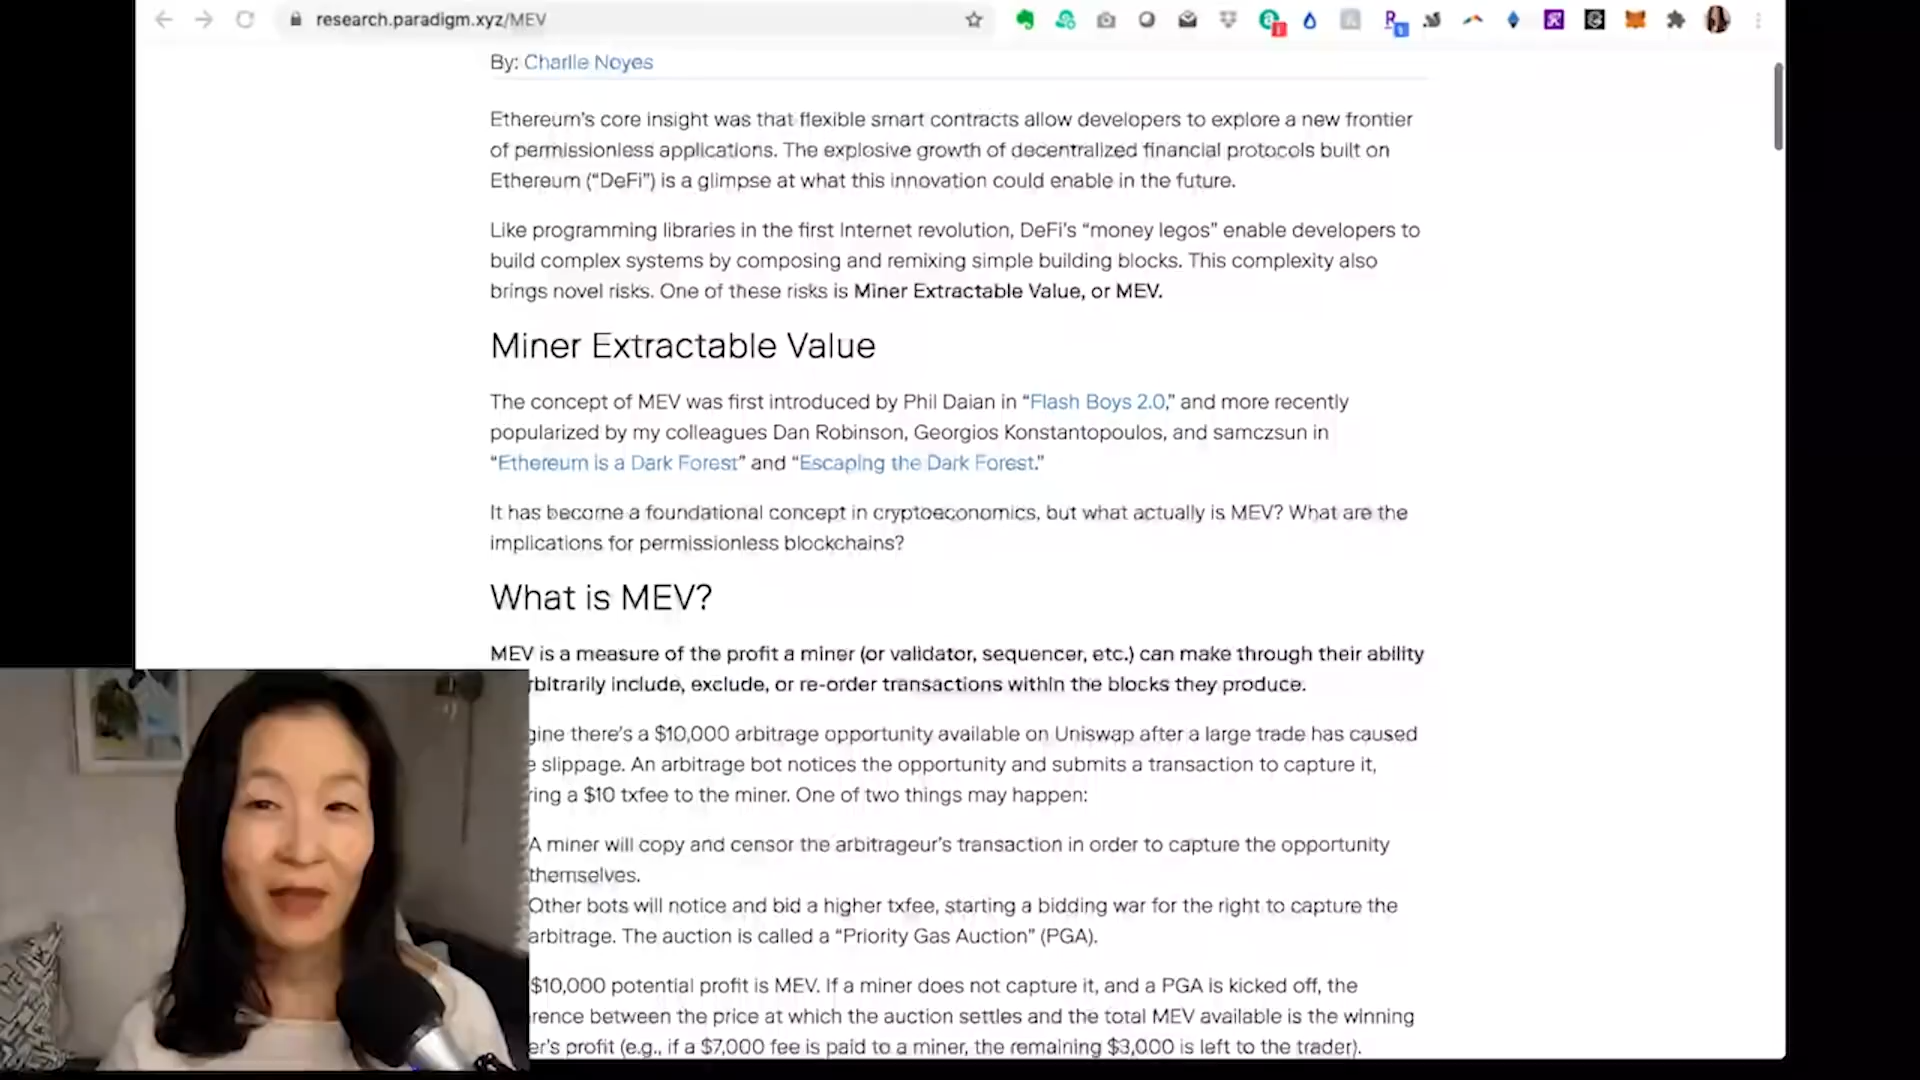 research.paradigm.xyz/MEV
By: Charlie Noyes
Ethereum's core insight was that flexible smart contracts allow developers to explore a new frontier
of permissionless applications. The explosive growth of decentralized financial protocols built on
Ethereum (“DeFi”) is a glimpse at what this innovation could enable in the future.
Like programming libraries in the first Internet revolution, DeFi's “money legos” enable developers to
build complex systems by composing and remixing simple building blocks. This complexity also
brings novel risks. One of these risks is Miner Extractable Value, or MEV.
Miner Extractable Value
The concept of MEV was first introduced by Phil Daian in “Flash Boys 2.0,” and more recently
popularized by my colleagues Dan Robinson, Georgios Konstantopoulos, and samczsun in
“Ethereum is a Dark Forest” and “Escaping the Dark Forest.”
It has become a foundational concept in cryptoeconomics, but what actually is MEV? What are the
implications for permissionless blockchains?
What is MEV?
MEV is a measure of the profit a miner (or validator, sequencer, etc.) can make through their ability
rbitrarily include, exclude, or re-order transactions within the blocks they produce.
gine there's a $10,000 arbitrage opportunity available on Uniswap after a large trade has caused
e slippage. An arbitrage bot notices the opportunity and submits a transaction to capture it,
ring a $10 txfee to the miner. One of two things may happen:
A miner will copy and censor the arbitrageur's transaction in order to capture the opportunity
themselves.
Other bots will notice and bid a higher txfee, starting a bidding war for the right to capture the
arbitrage. The auction is called a “Priority Gas Auction” (PGA).
$10,000 potential profit is MEV. If a miner does not capture it, and a PGA is kicked off, the
rence between the price at which the auction settles and the total MEV available is the winning
er's profit (e.g., if a $7,000 fee is paid to a miner, the remaining $3,000 is left to the trader).